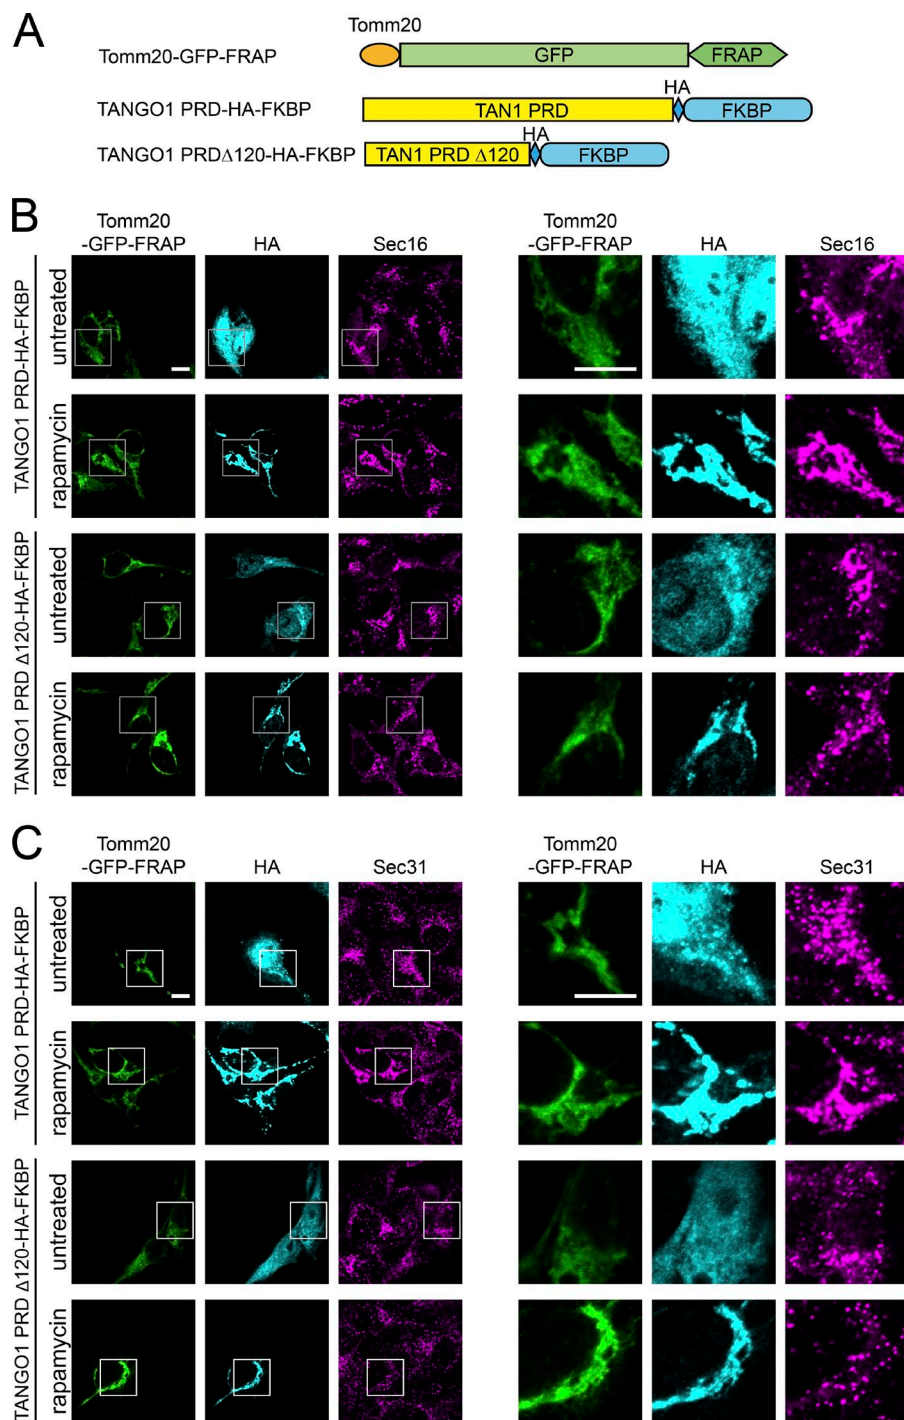 A
Tomm20
Tomm20-GFP-FRAP
GFP
FRAP
HA
TANGO1 PRD-HA-FKBP
TAN1 PRD
FKBP
HA
TANGO1 PRDΔ120-HA-FKBP
TAN1 PRD Δ120
FKBP
B
Tomm20
-GFP-FRAP
HA
Sec16
Tomm20
-GFP-FRAP
HA
Sec16
TANGO1 PRD-HA-FKBP
untreated
rapamycin
TANGO1 PRD Δ120-HA-FKBP
untreated
rapamycin
C
Tomm20
-GFP-FRAP
HA
Sec31
Tomm20
-GFP-FRAP
HA
Sec31
TANGO1 PRD-HA-FKBP
untreated
rapamycin
TANGO1 PRD Δ120-HA-FKBP
untreated
rapamycin